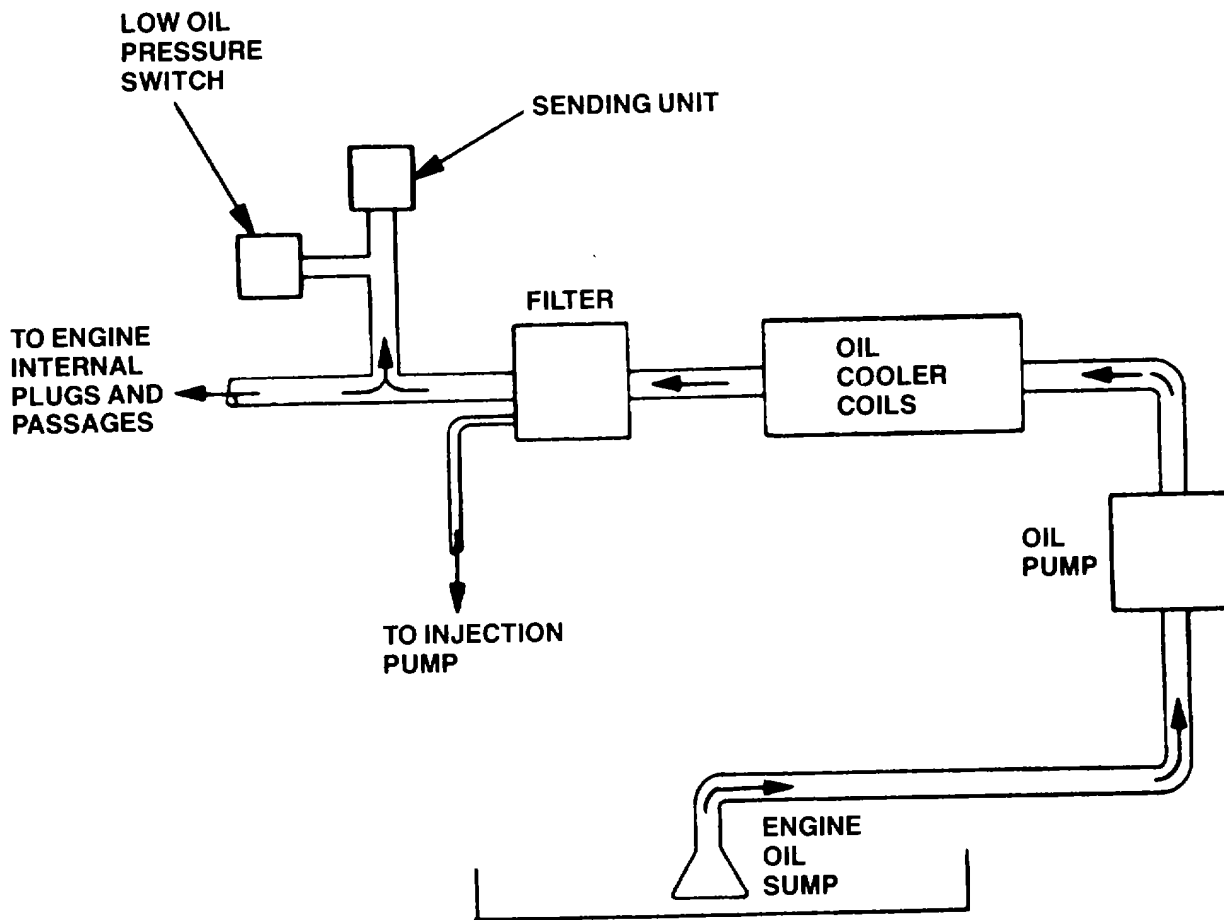 LOW OIL
PRESSURE
SWITCH
SENDING UNIT
FILTER
TO ENGINE
INTERNAL
PLUGS AND
PASSAGES
OIL
COOLER
COILS
OIL
PUMP
TO INJECTION
PUMP
ENGINE
OIL
SUMP